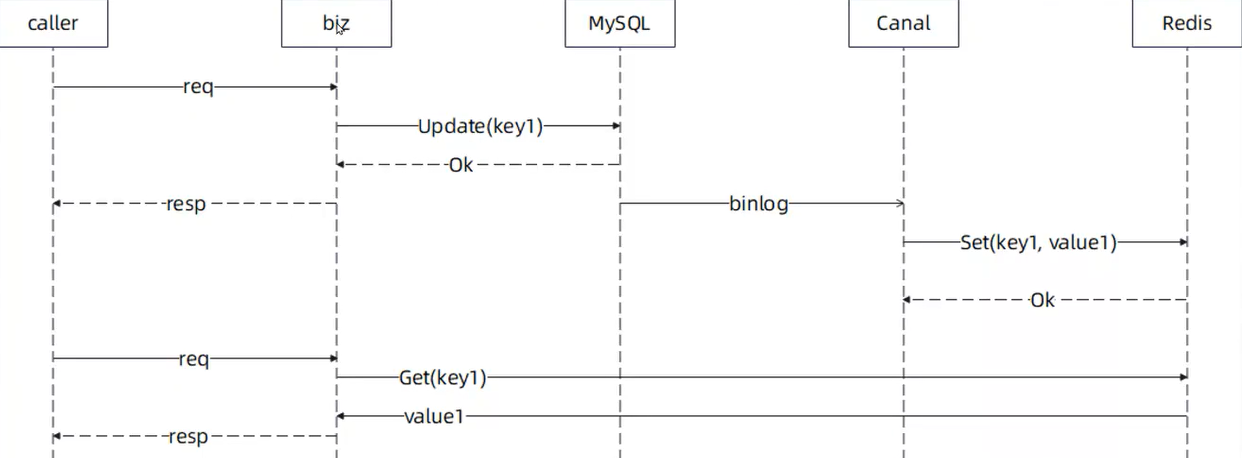 caller
biz
MySQL
Canal
Redis
req
Update(key1)
Ok
resp
binlog
Set(key1, value1)
Ok
req
Get(key1)
value1
resp